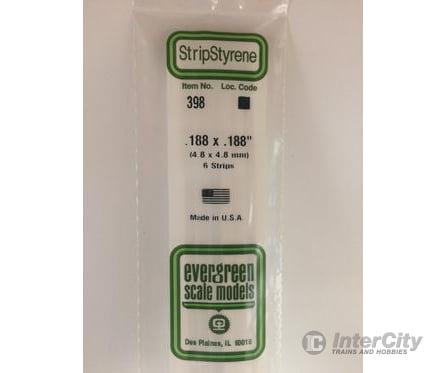 StripStyrene
Item No. Loc. Code
398
.188 x .188"
(4.8 x 4.8 mm)
6 Strips
Made in U.S.A.
evergreen
scale models
Des Plaines, IL 60018
IC InterCity
TRAINS AND HOBBIES